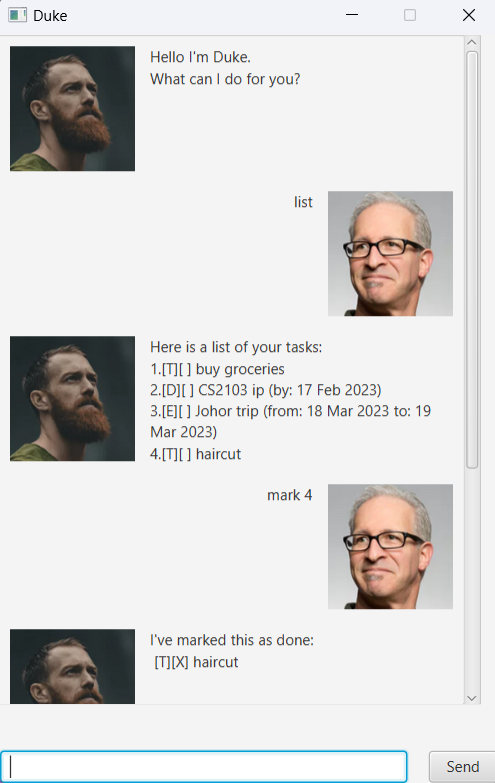 Duke
Hello I'm Duke.
What can I do for you?
list
Here is a list of your tasks:
1.[T][ ] buy groceries
2.[D][ ] CS2103 ip (by: 17 Feb 2023)
3.[E][ ] Johor trip (from: 18 Mar 2023 to: 19
Mar 2023)
4.[T][ ] haircut
mark 4
I've marked this as done:
[T][X] haircut
Send